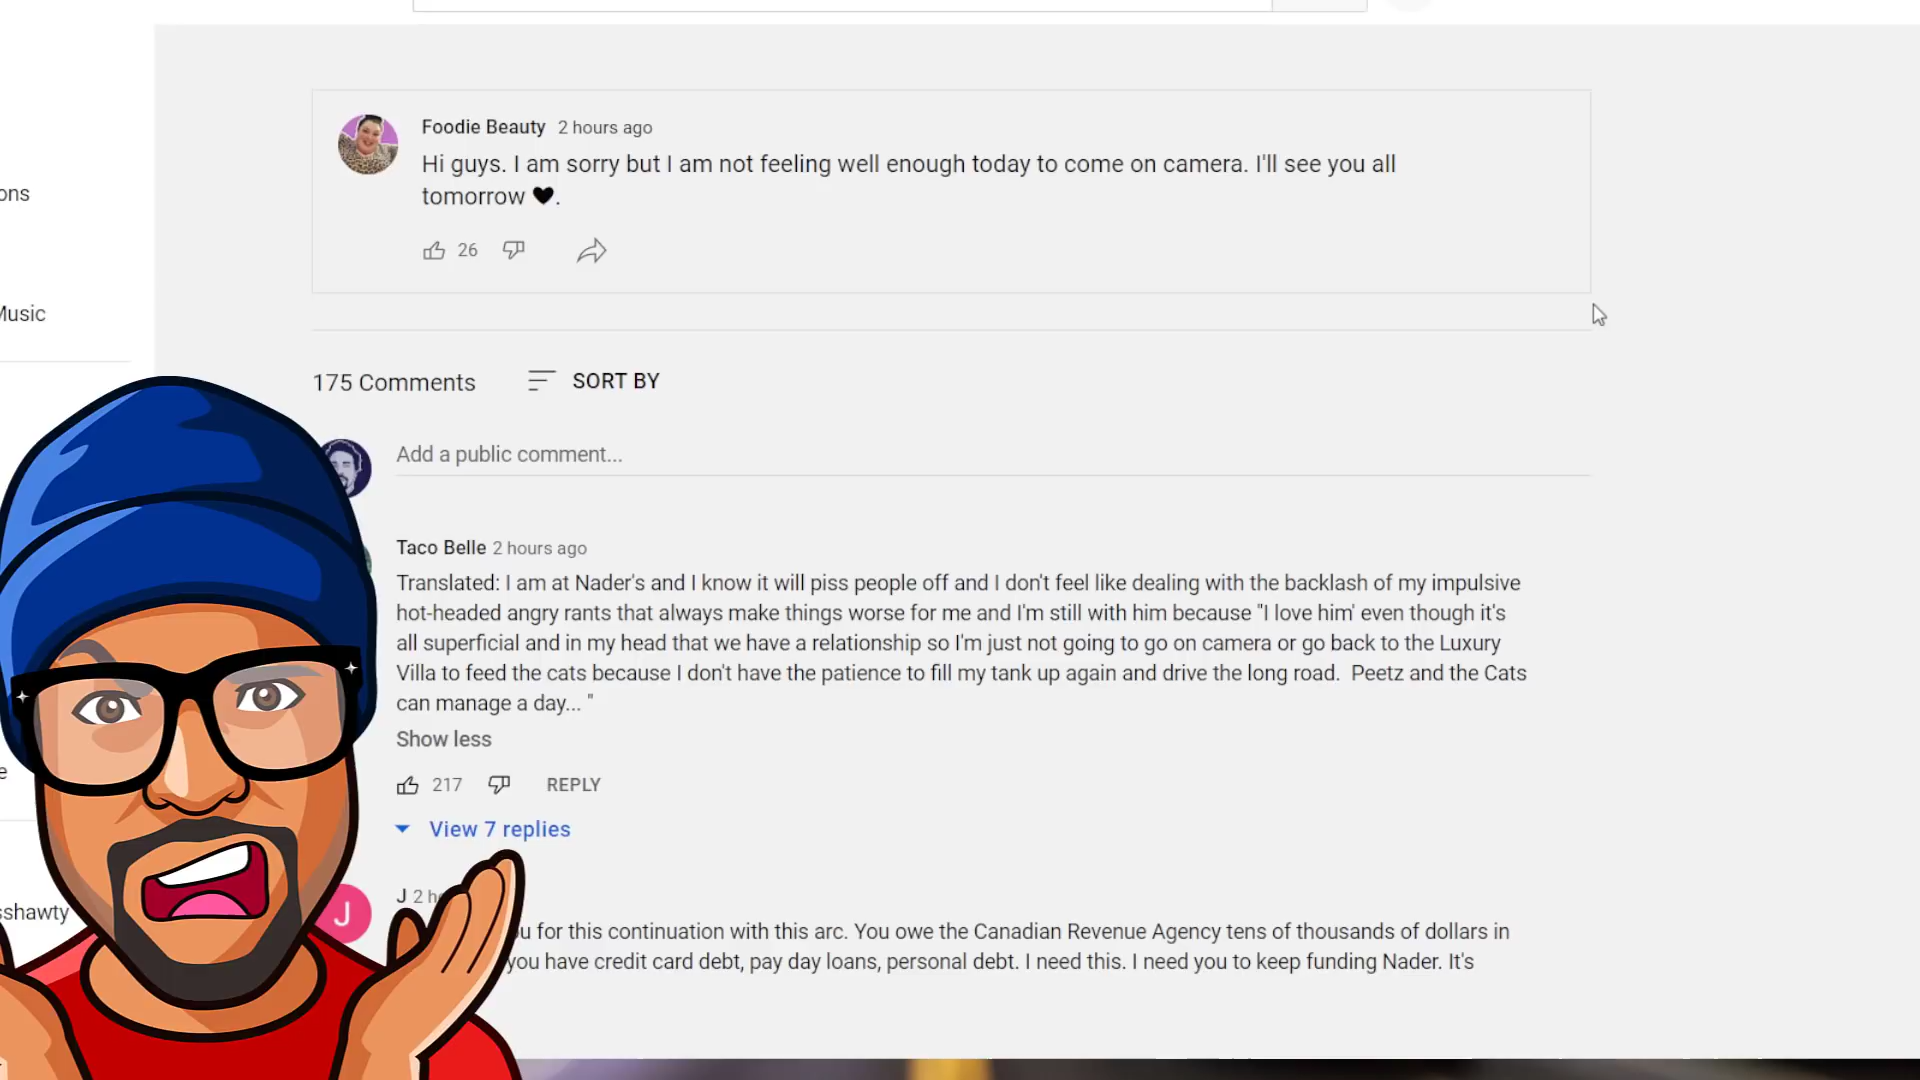 ons
Music
e
sshawty
Foodie Beauty 2 hours ago
Hi guys. I am sorry but I am not feeling well enough today to come on camera. I'll see you all
tomorrow 🖤.
26
175 Comments SORT BY
Add a public comment...
Taco Belle 2 hours ago
Translated: I am at Nader's and I know it will piss people off and I don't feel like dealing with the backlash of my impulsive
hot-headed angry rants that always make things worse for me and I'm still with him because "I love him' even though it's
all superficial and in my head that we have a relationship so I'm just not going to go on camera or go back to the Luxury
Villa to feed the cats because I don't have the patience to fill my tank up again and drive the long road. Peetz and the Cats
can manage a day... "
Show less
217 REPLY
View 7 replies
J
J 2 h
u for this continuation with this arc. You owe the Canadian Revenue Agency tens of thousands of dollars in
you have credit card debt, pay day loans, personal debt. I need this. I need you to keep funding Nader. It's